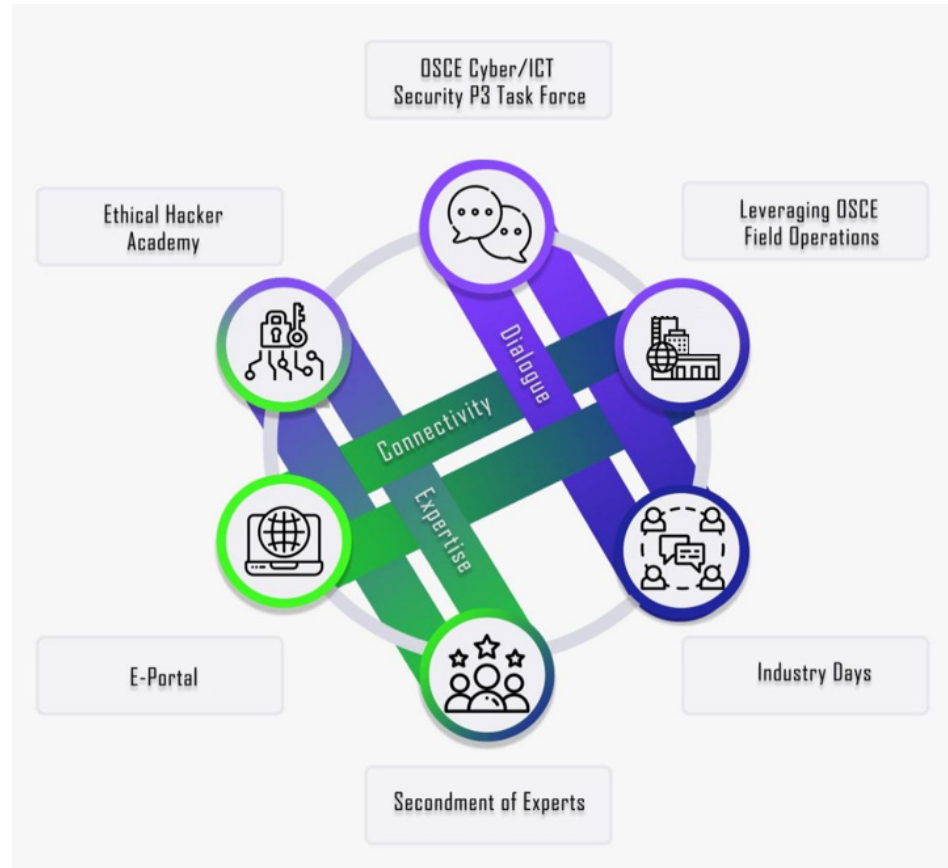 OSCE Cyber/ICT
Security P3 Task Force
Ethical Hacker
Academy
Leveraging OSCE
Field Operations
Dialogue
Connectivity
Expertise
E-Portal
Industry Days
Secondment of Experts